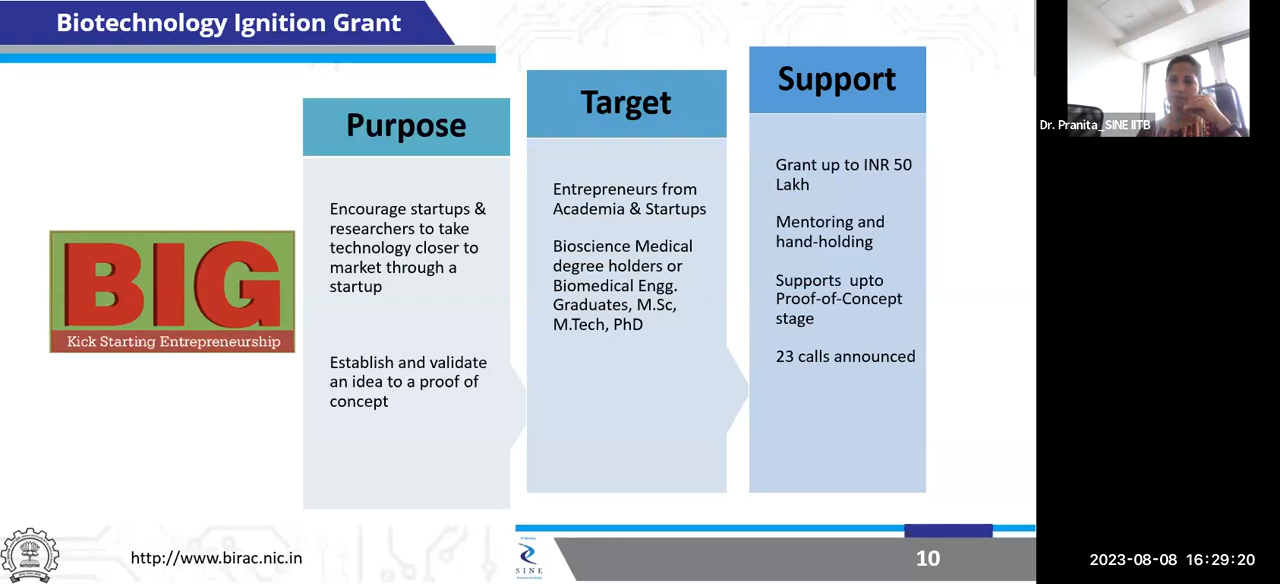 Biotechnology Ignition Grant
Purpose
Encourage startups &
researchers to take
technology closer to
market through a
startup
Establish and validate
an idea to a proof of
concept
Target
Entrepreneurs from
Academia & Startups
Bioscience Medical
degree holders or
Biomedical Engg.
Graduates, M.Sc,
M.Tech, PhD
Support
Grant up to INR 50
Lakh
Mentoring and
hand-holding
Supports upto
Proof-of-Concept
stage
23 calls announced
BIG
Kick Starting Entrepreneurship
http://www.birac.nic.in
SINE
10
Dr. Pranita_SINE IITB
2023-08-08 16:29:20